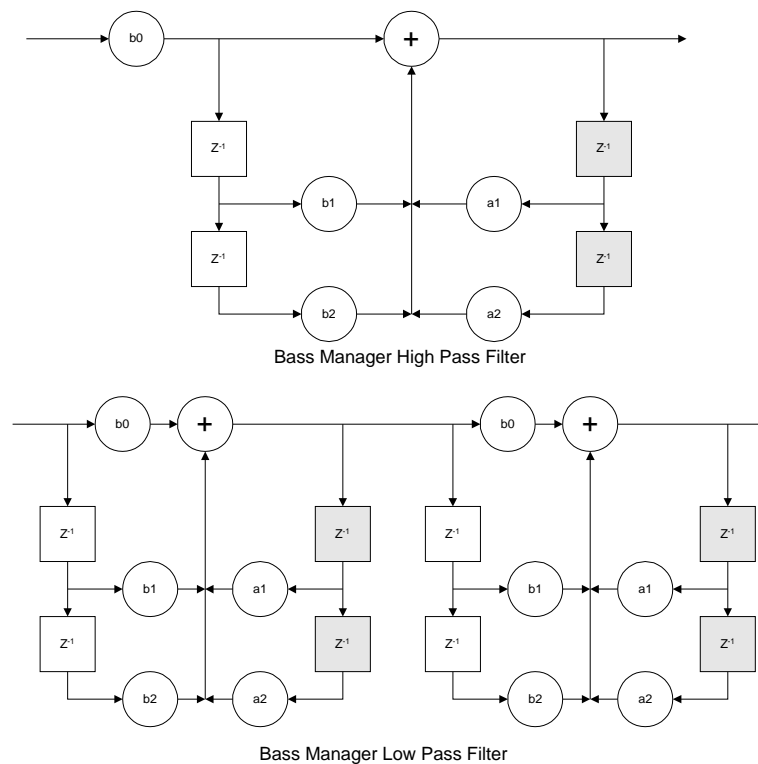 b0
+
Z-1
Z-1
b1
a1
Z-1
Z-1
b2
a2
Bass Manager High Pass Filter
b0
+
b0
+
Z-1
Z-1
Z-1
Z-1
b1
a1
b1
a1
Z-1
Z-1
Z-1
Z-1
b2
a2
b2
a2
Bass Manager Low Pass Filter